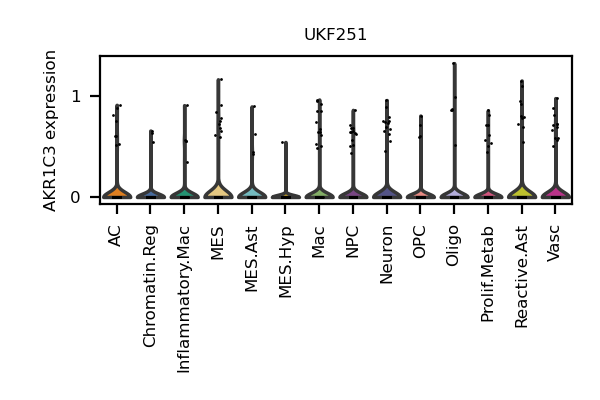 UKF251
AKR1C3 expression
1
0
AC
Chromatin.Reg
Inflammatory.Mac
MES
MES.Ast
MES.Hyp
Mac
NPC
Neuron
OPC
Oligo
Prolif.Metab
Reactive.Ast
Vasc